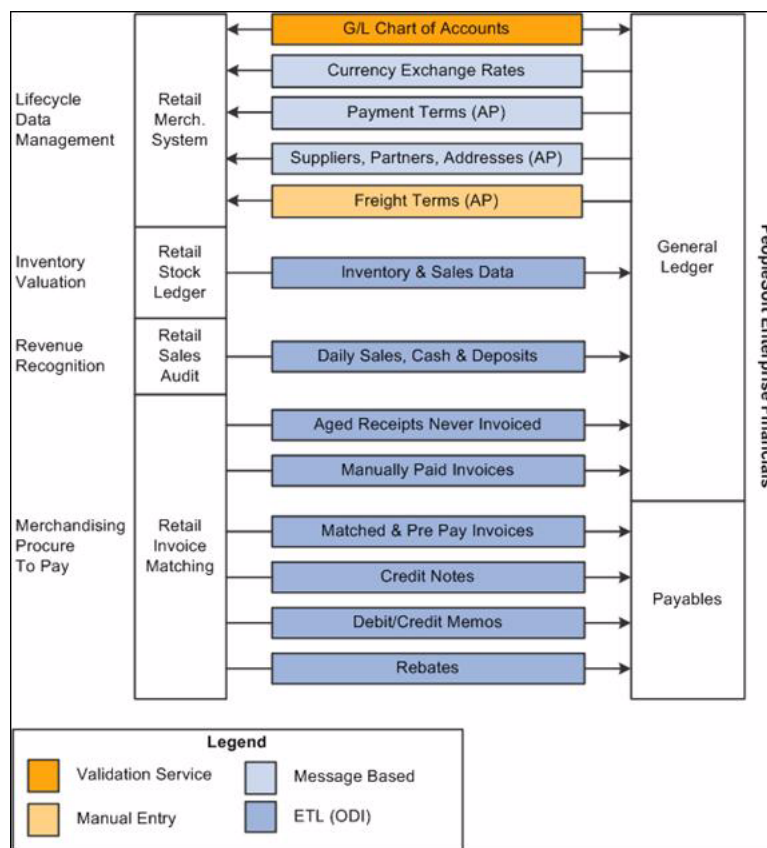 G/L Chart of Accounts
Currency Exchange Rates
Payment Terms (AP)
Suppliers, Partners, Addresses (AP)
Freight Terms (AP)
Lifecycle
Data
Management
Retail
Merch.
System
Inventory
Valuation
Retail
Stock
Ledger
Inventory & Sales Data
General
Ledger
Revenue
Recognition
Retail
Sales
Audit
Daily Sales, Cash & Deposits
Aged Receipts Never Invoiced
Manually Paid Invoices
Merchandising
Procure
To Pay
Retail
Invoice
Matching
Matched & Pre Pay Invoices
Credit Notes
Debit/Credit Memos
Rebates
Payables
PeopleSoft Enterprise Financials
Legend
Validation Service
Message Based
Manual Entry
ETL (ODI)